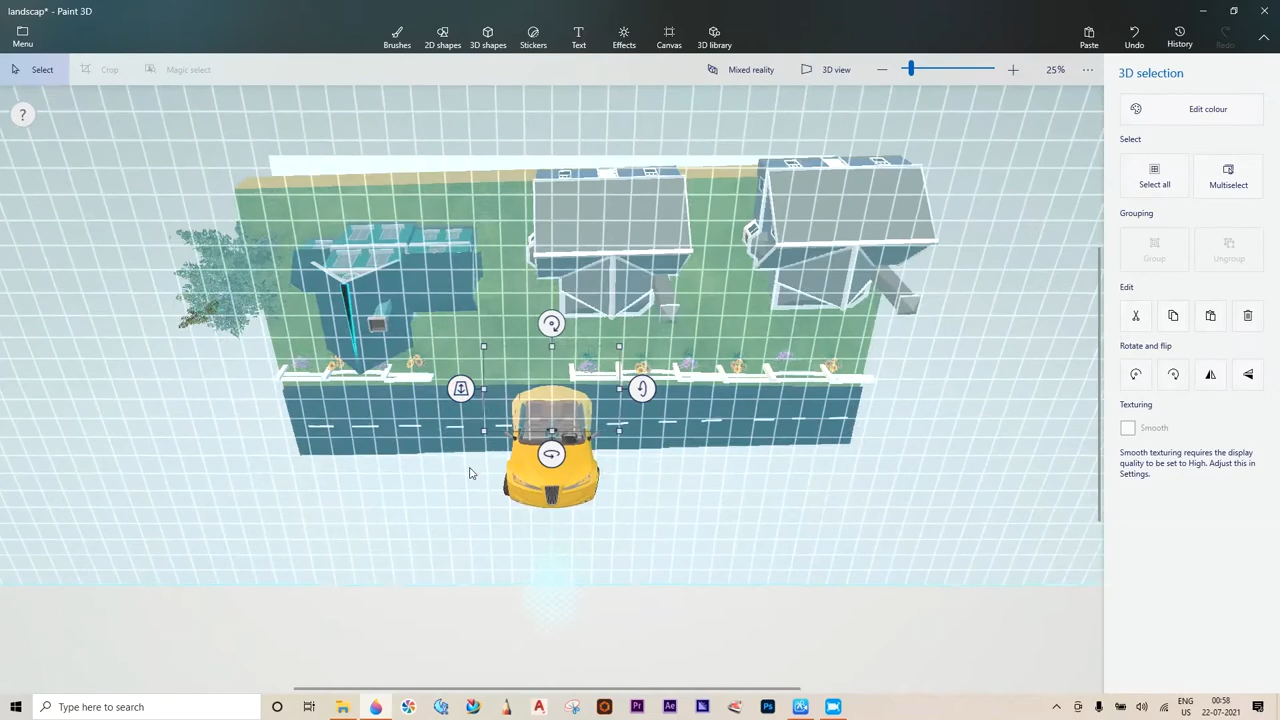 landscap* - Paint 3D
Menu
Brushes
2D shapes
3D shapes
Stickers
Text
Effects
Canvas
3D library
Paste
Undo
History
Redo
Select
Crop
Magic select
Mixed reality
3D view
25%
?
3D selection
Edit colour
Select
Select all
Multiselect
Grouping
Group
Ungroup
Edit
Rotate and flip
Texturing
Smooth
Smooth texturing requires the
display quality to be set to High. Adjust this in
Settings.
Type here to search
Pr
Ae
Ps
ENG
US
00:58
22-07-2021